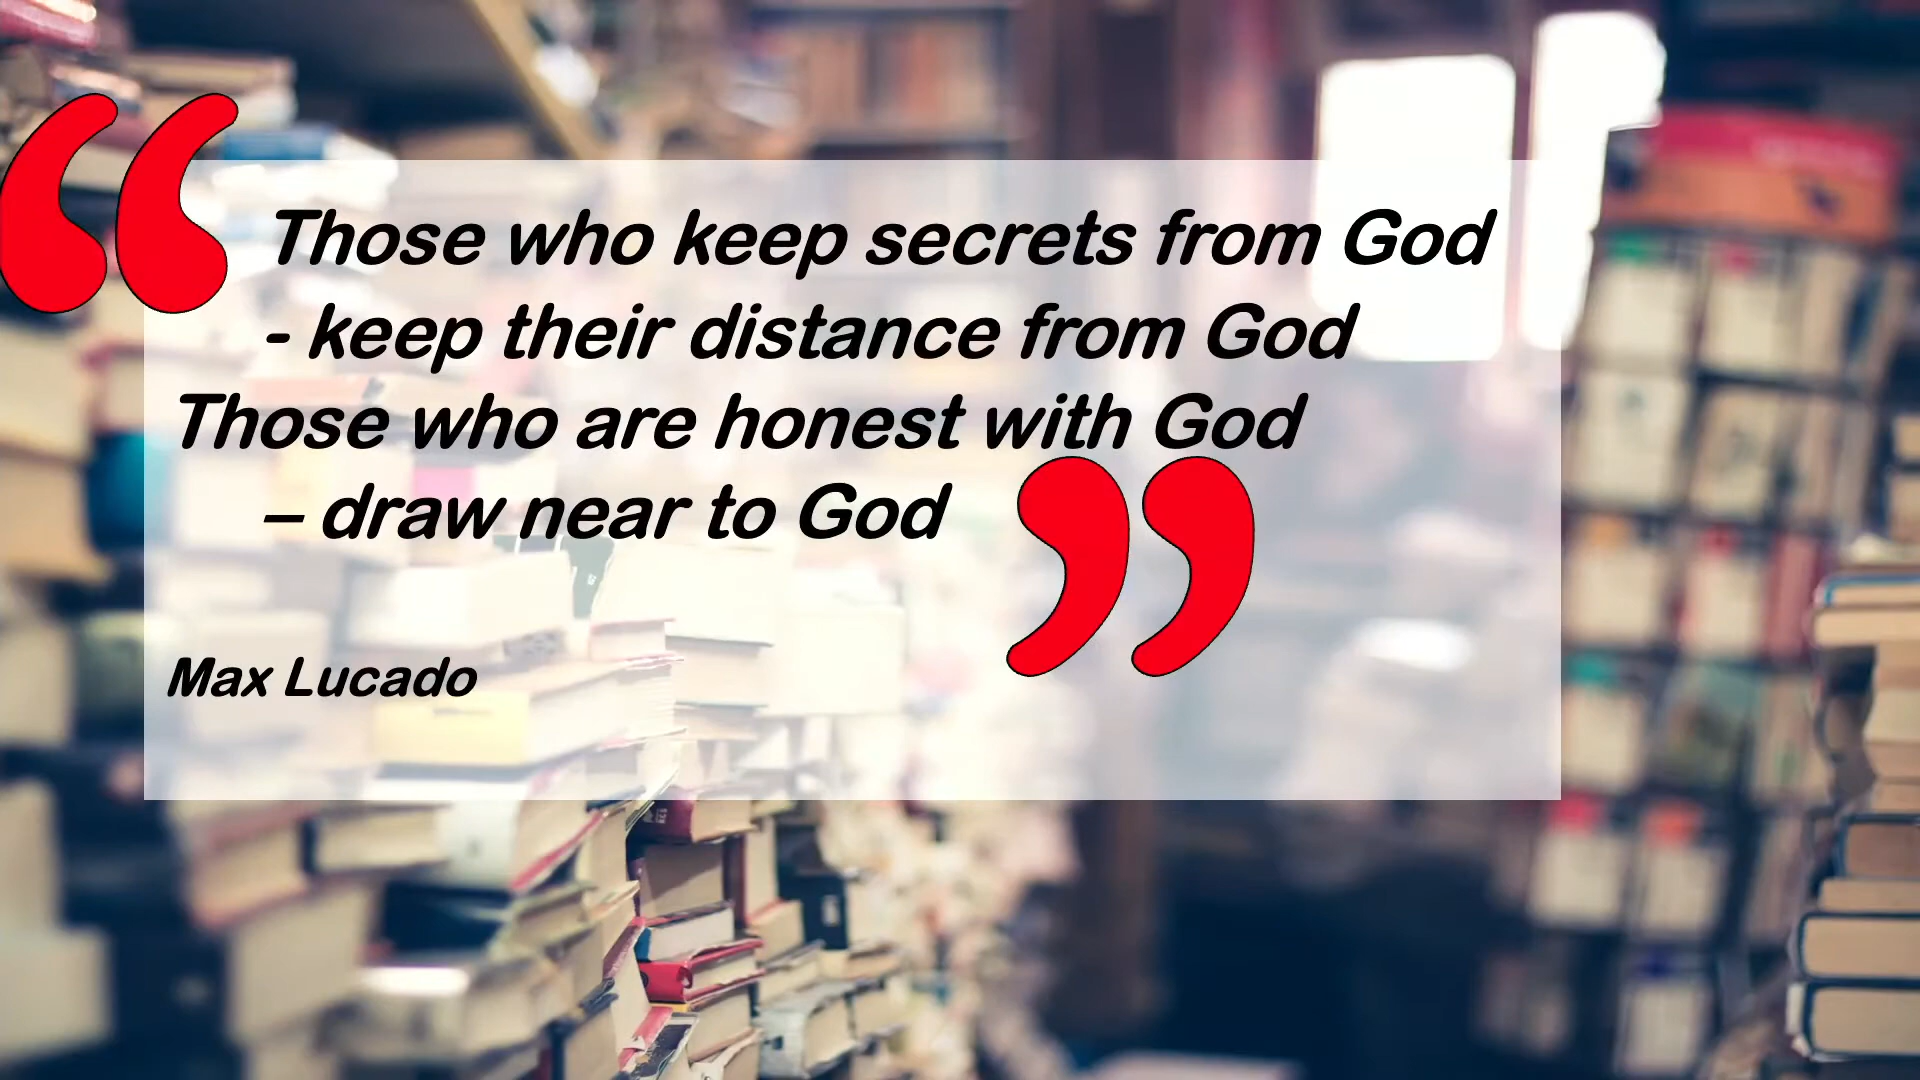 “Those who keep secrets from God
- keep their distance from God
Those who are honest with God
– draw near to God”
Max Lucado